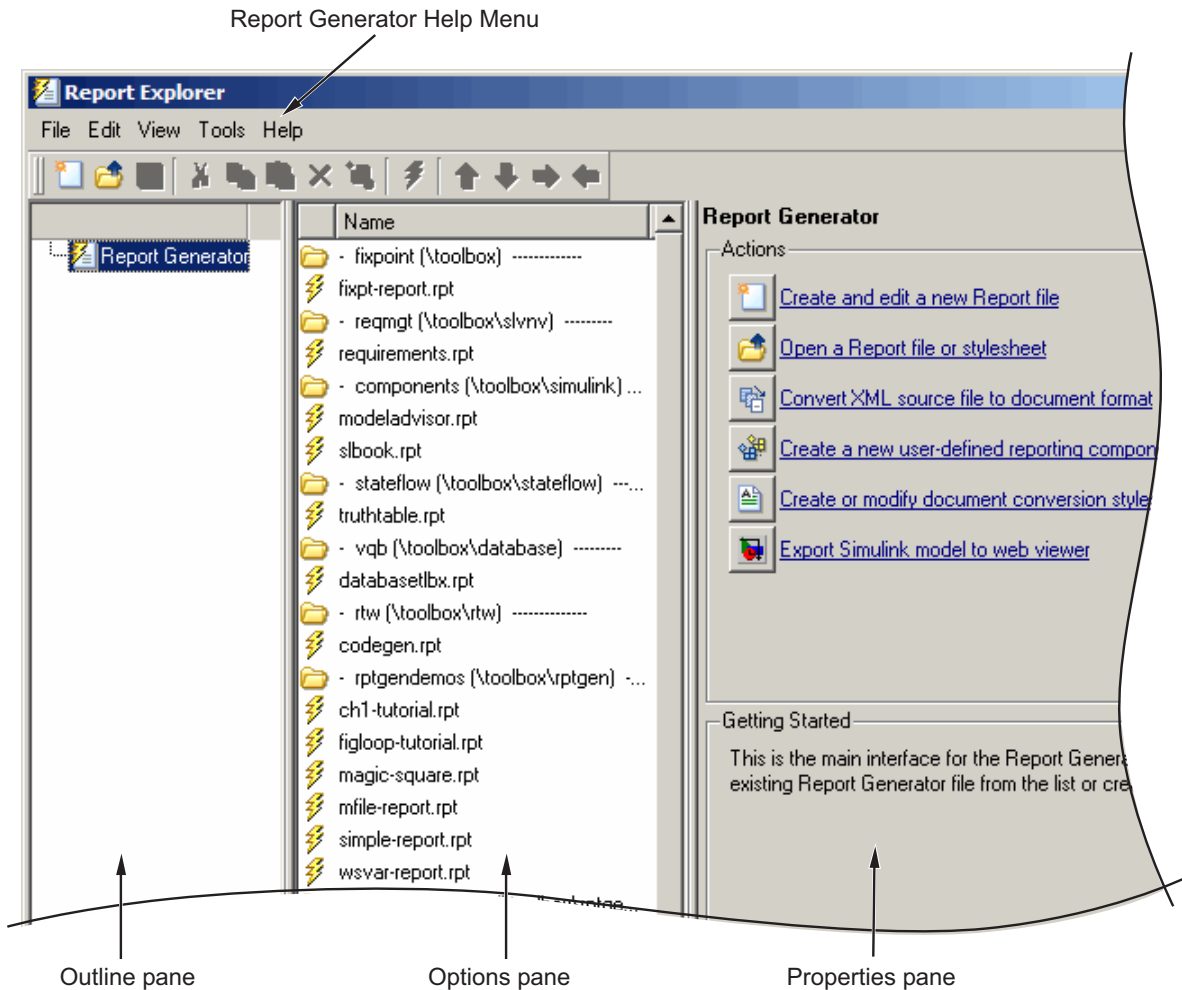 Report Generator Help Menu
Report Explorer
File Edit View Tools Help
Name
Report Generator
- fixpoint (\toolbox) -------------
fixpt-report.rpt
- reqmgt (\toolbox\slvnv) ---------
requirements.rpt
- components (\toolbox\simulink) ...
modeladvisor.rpt
slbook.rpt
- stateflow (\toolbox\stateflow) ---...
truthtable.rpt
- vqb (\toolbox\database) ---------
databasetlbx.rpt
- rtw (\toolbox\rtw) --------------
codegen.rpt
- rptgendemos (\toolbox\rptgen) -...
ch1-tutorial.rpt
figloop-tutorial.rpt
magic-square.rpt
mfile-report.rpt
simple-report.rpt
wsvar-report.rpt
Report Generator
Actions
Create and edit a new Report file
Open a Report file or stylesheet
Convert XML source file to document format
Create a new user-defined reporting compon
Create or modify document conversion style
Export Simulink model to web viewer
Getting Started
This is the main interface for the Report Genera
existing Report Generator file from the list or cre
Outline pane
Options pane
Properties pane